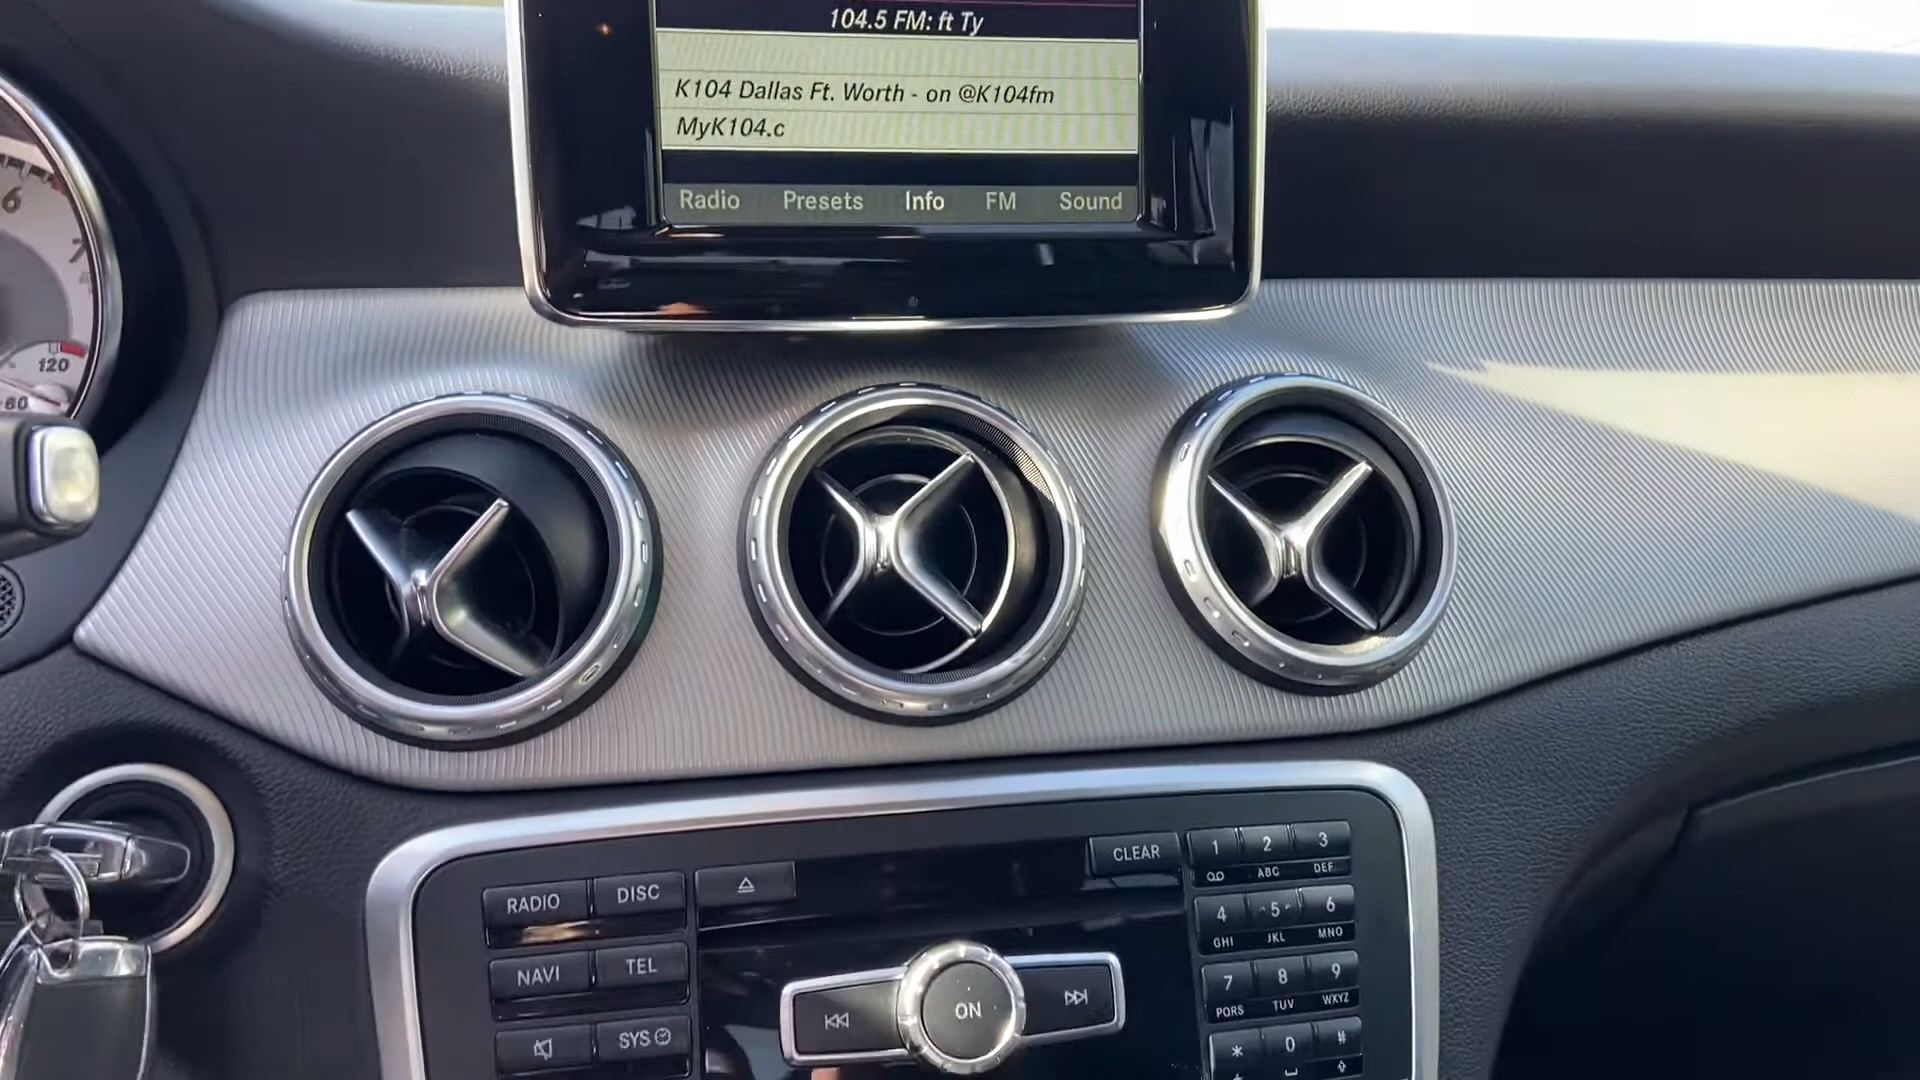 104.5 FM: ft Ty
K104 Dallas Ft. Worth - on @K104fm
MyK104.c
Radio Presets Info FM Sound
6
7
120
60
RADIO DISC CLEAR 1 2 3
ABC DEF
4 5 6
GHI JKL MNO
NAVI TEL 7 8 9
PQRS TUV WXYZ
ON
SYS * 0 #